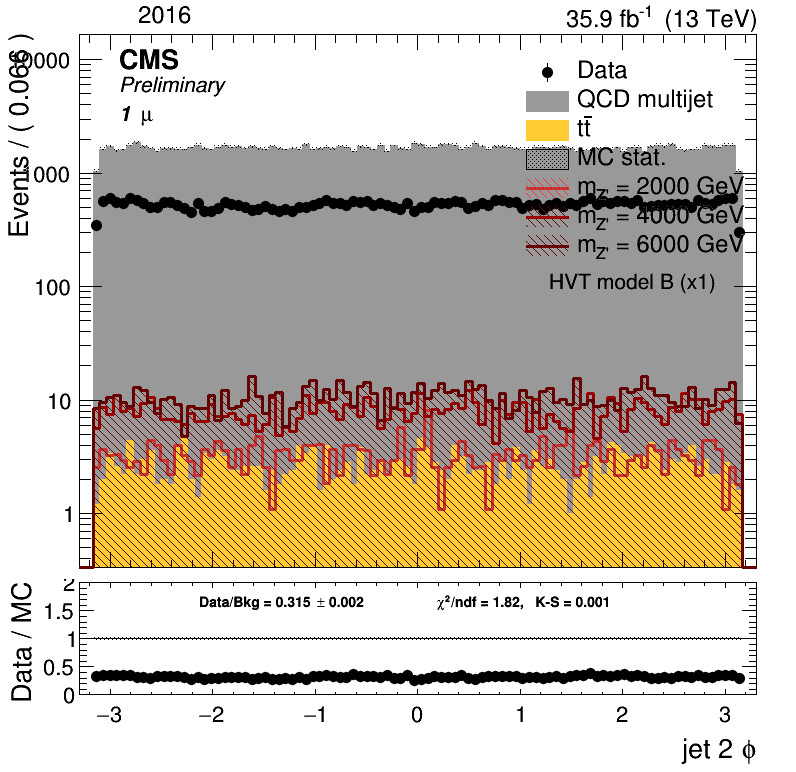 2016 35.9 fb⁻¹ (13 TeV)
Events / ( 0.066 )
CMS
Preliminary
1 μ
Data
QCD multijet
tt̄
MC stat.
m_Z' = 2000 GeV
m_Z' = 4000 GeV
m_Z' = 6000 GeV
HVT model B (x1)
10000
1000
100
10
1
Data / MC
2
1.5
1
0.5
0
Data/Bkg = 0.315 ± 0.002 χ²/ndf = 1.82, K-S = 0.001
−3 −2 −1 0 1 2 3
jet 2 ϕ